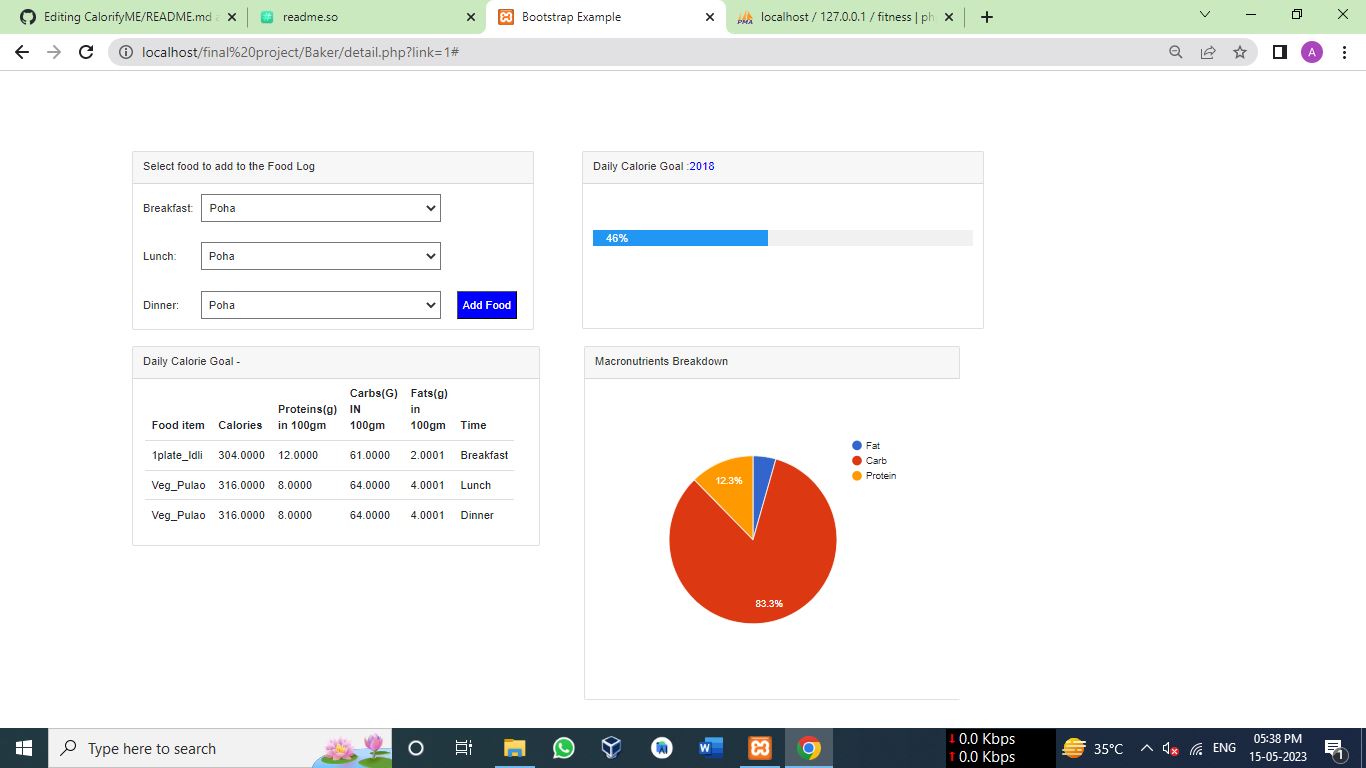 Editing CalorifyME/README.md
readme.so
Bootstrap Example
localhost / 127.0.0.1 / fitness | ph
localhost/final%20project/Baker/detail.php?link=1#
A
Select food to add to the Food Log
Breakfast: Poha
Lunch: Poha
Dinner: Poha
Add Food
Daily Calorie Goal :2018
46%
Daily Calorie Goal -
Food item Calories Proteins(g) in 100gm Carbs(G) IN 100gm Fats(g) in 100gm Time
1plate_Idli 304.0000 12.0000 61.0000 2.0001 Breakfast
Veg_Pulao 316.0000 8.0000 64.0000 4.0001 Lunch
Veg_Pulao 316.0000 8.0000 64.0000 4.0001 Dinner
Macronutrients Breakdown
Fat
Carb
Protein
12.3%
83.3%
Type here to search
0.0 Kbps
0.0 Kbps
35°C
ENG
05:38 PM
15-05-2023
1